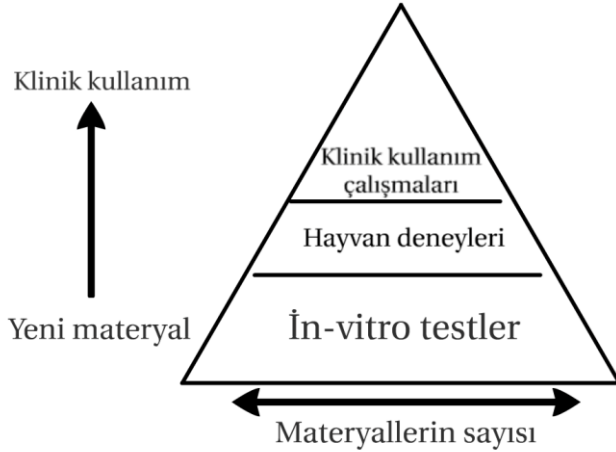 Klinik kullanım
Klinik kullanım
çalışmaları
Hayvan deneyleri
Yeni materyal
İn-vitro testler
Materyallerin sayısı